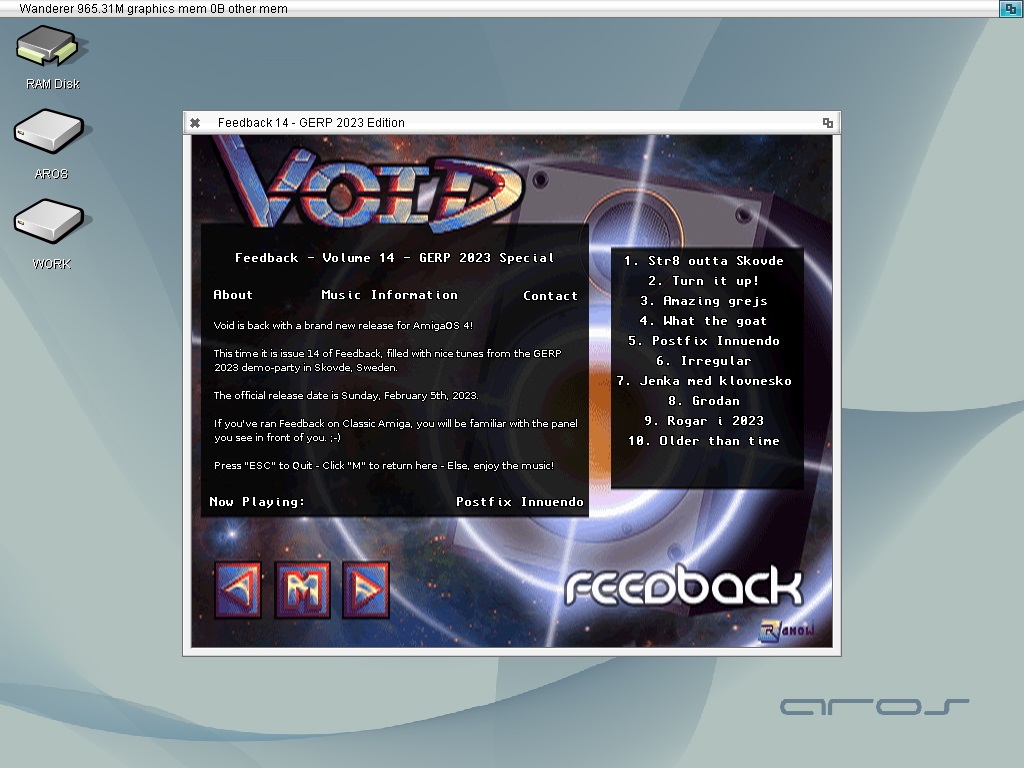 Wanderer 965.31M graphics mem 0B other mem
RAM Disk
AROS
WORK
Feedback 14 - GERP 2023 Edition
VOID
Feedback - Volume 14 - GERP 2023 Special
About Music Information Contact
Void is back with a brand new release for AmigaOS 4!
This time it is issue 14 of Feedback, filled with nice tunes from the GERP
2023 demo-party in Skovde, Sweden.
The official release date is Sunday, February 5th, 2023.
If you've ran Feedback on Classic Amiga, you will be familiar with the panel
you see in front of you. ;-)
Press "ESC" to Quit - Click "M" to return here - Else, enjoy the music!
Now Playing: Postfix Innuendo
1. Str8 outta Skovde
2. Turn it up!
3. Amazing grejs
4. What the goat
5. Postfix Innuendo
6. Irregular
7. Jenka med klovnesko
8. Grodan
9. Rogar i 2023
10. Older than time
M
FEEDBACK
aros